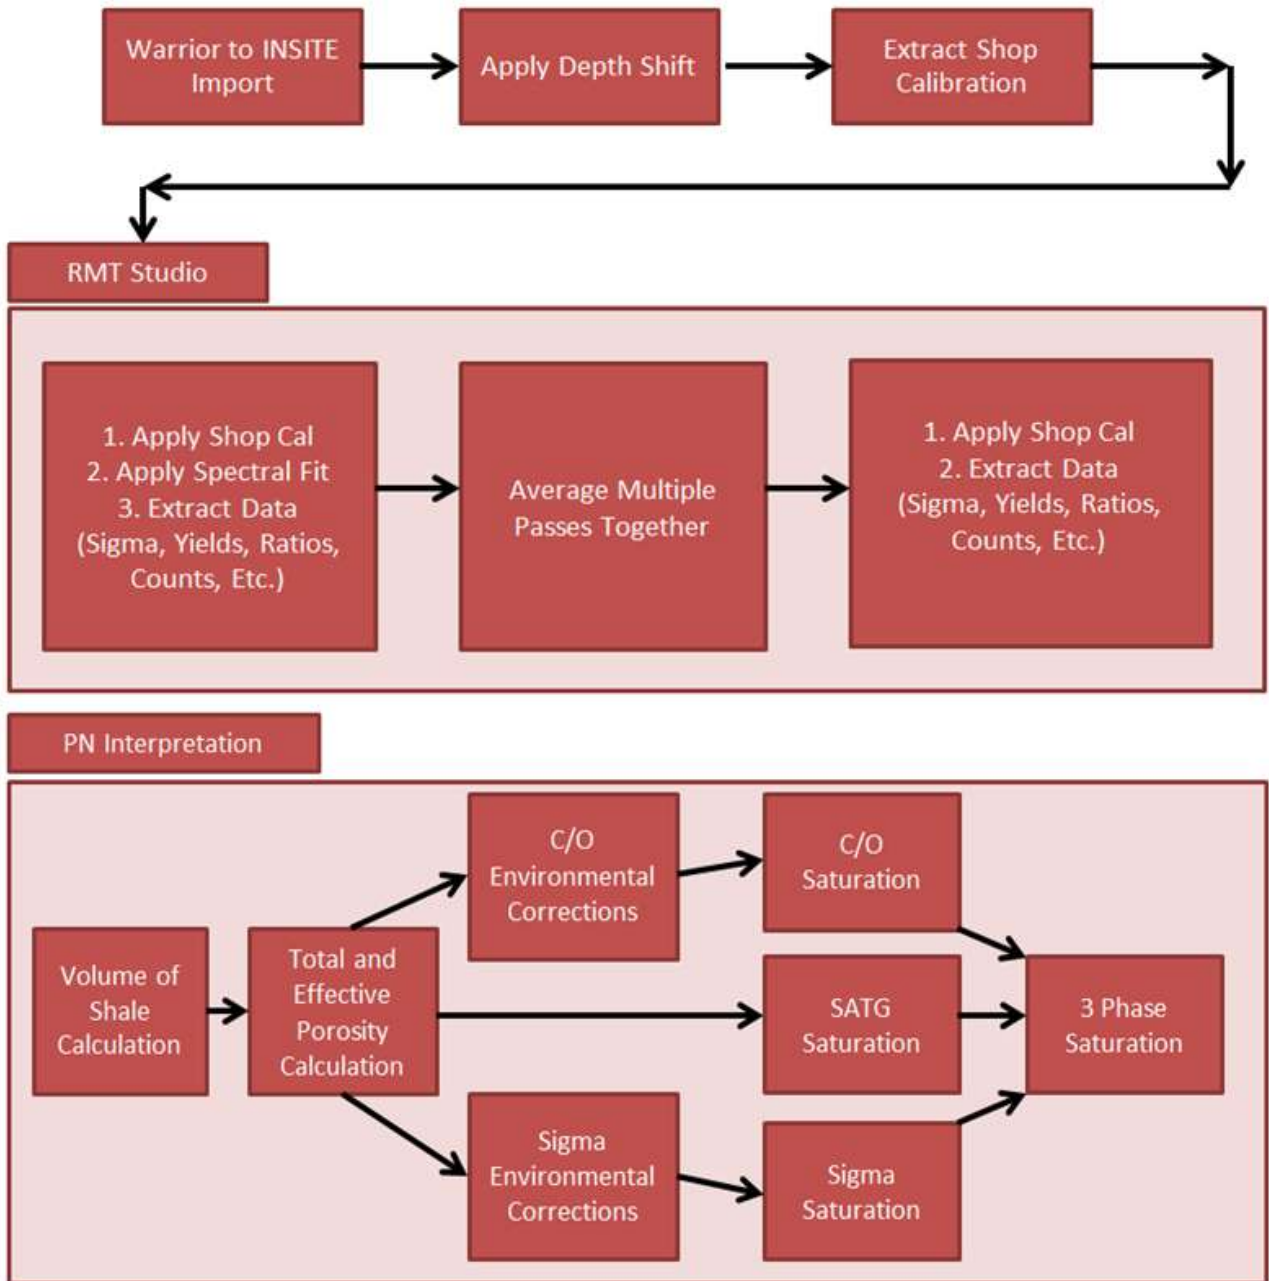 Warrior to INSITE
Import
Apply Depth Shift
Extract Shop
Calibration
RMT Studio
1. Apply Shop Cal
2. Apply Spectral Fit
3. Extract Data
(Sigma, Yields, Ratios,
Counts, Etc.)
Average Multiple
Passes Together
1. Apply Shop Cal
2. Extract Data
(Sigma, Yields, Ratios,
Counts, Etc.)
PN Interpretation
Volume of
Shale
Calculation
Total and
Effective
Porosity
Calculation
C/O
Environmental
Corrections
C/O
Saturation
SATG
Saturation
Sigma
Environmental
Corrections
Sigma
Saturation
3 Phase
Saturation